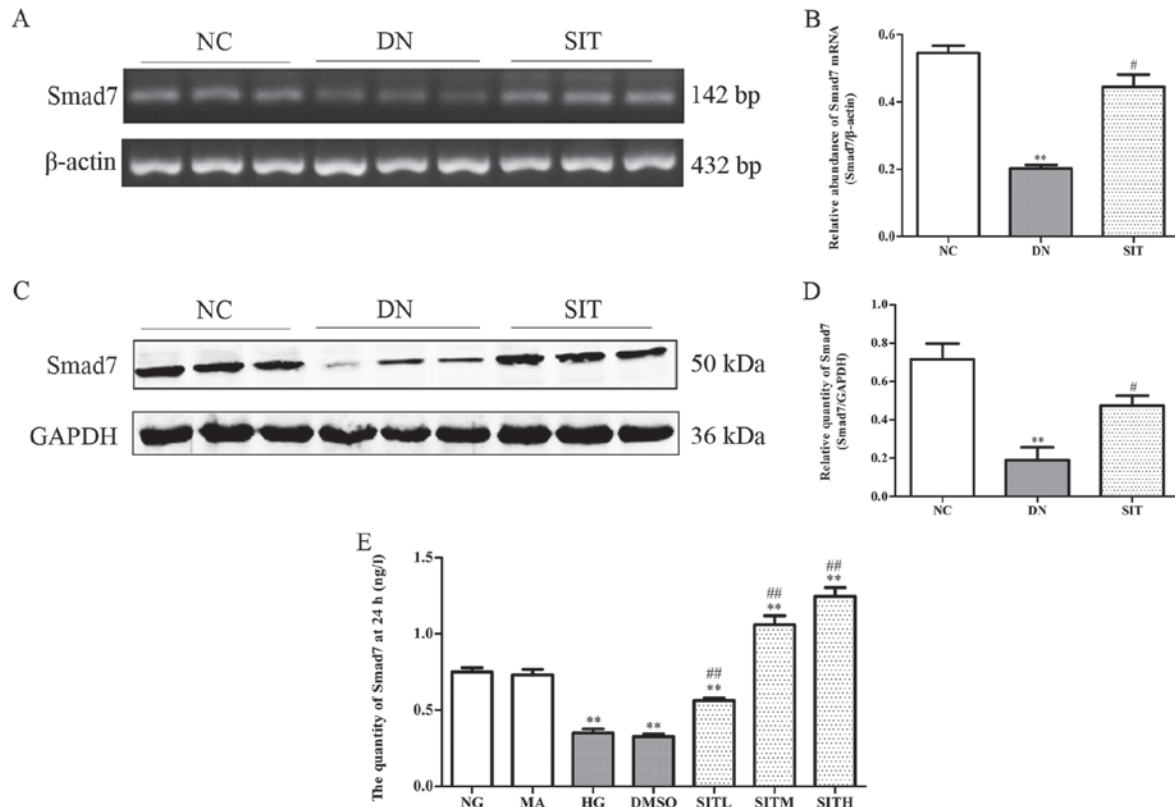 A
NC DN SIT
Smad7 142 bp
β-actin 432 bp
B
Relative abundance of Smad7 mRNA
(Smad7/β-actin)
0.6
0.4
0.2
0.0
**
#
NC DN SIT
C
NC DN SIT
Smad7 50 kDa
GAPDH 36 kDa
D
Relative quantity of Smad7
(Smad7/GAPDH)
1.0
0.8
0.6
0.4
0.2
0.0
**
#
NC DN SIT
E
The quantity of Smad7 at 24 h (ng/l)
1.5
1.0
0.5
0.0
** ** ## ** ## ** ## **
NG MA HG DMSO SITL SITM SITH